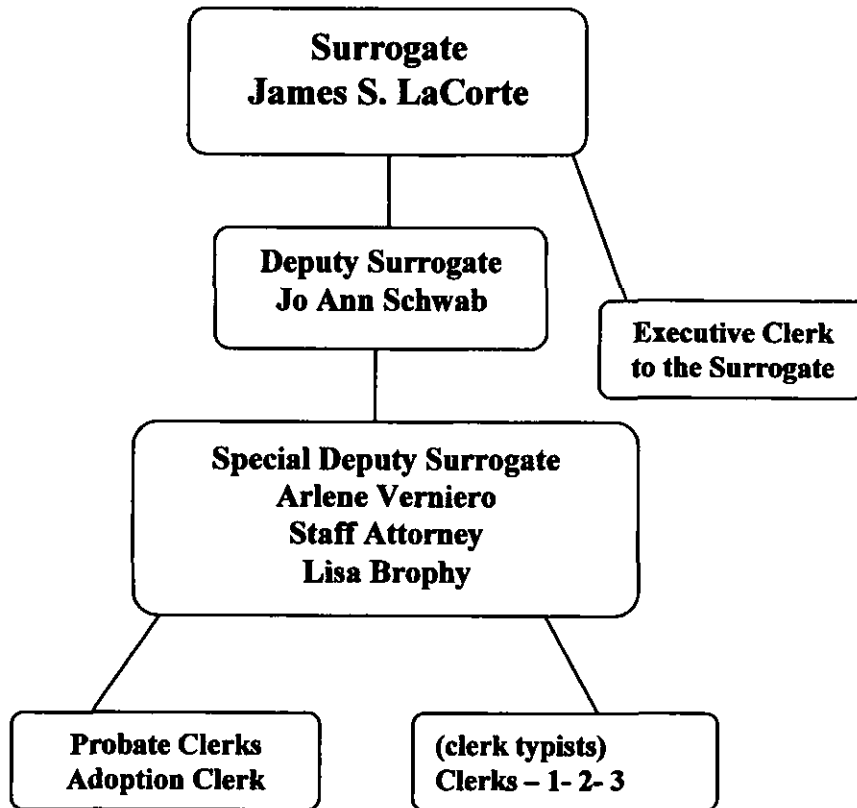 Surrogate
James S. LaCorte
Deputy Surrogate
Jo Ann Schwab
Executive Clerk
to the Surrogate
Special Deputy Surrogate
Arlene Verniero
Staff Attorney
Lisa Brophy
Probate Clerks
Adoption Clerk
(clerk typists)
Clerks – 1- 2- 3